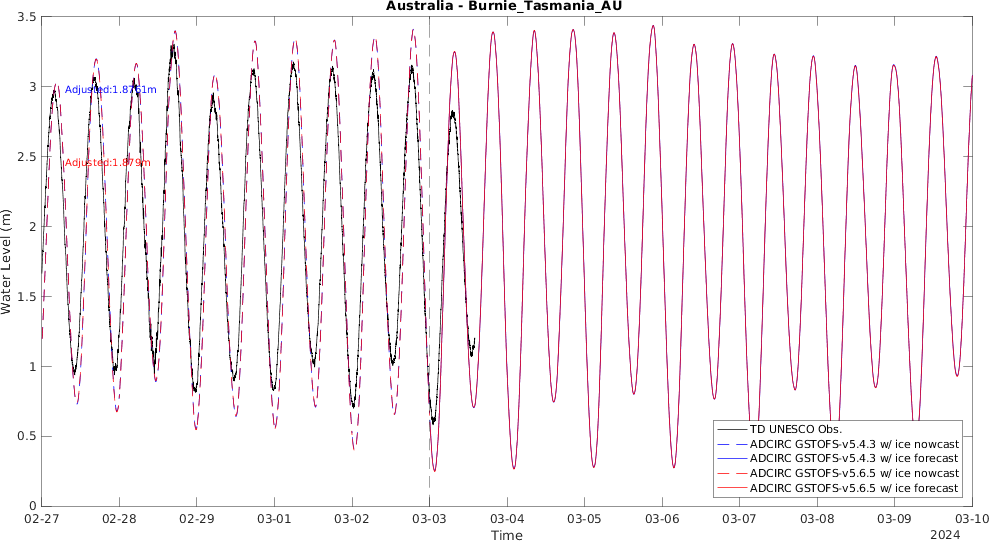 Australia - Burnie_Tasmania_AU
3.5
3
2.5
2
1.5
1
0.5
0
Water Level (m)
Adjusted:1.8761m
Adjusted:1.879m
TD UNESCO Obs.
ADCIRC GSTOFS-v5.4.3 w/ ice nowcast
ADCIRC GSTOFS-v5.4.3 w/ ice forecast
ADCIRC GSTOFS-v5.6.5 w/ ice nowcast
ADCIRC GSTOFS-v5.6.5 w/ ice forecast
02-27 02-28 02-29 03-01 03-02 03-03 03-04 03-05 03-06 03-07 03-08 03-09 03-10
Time
2024